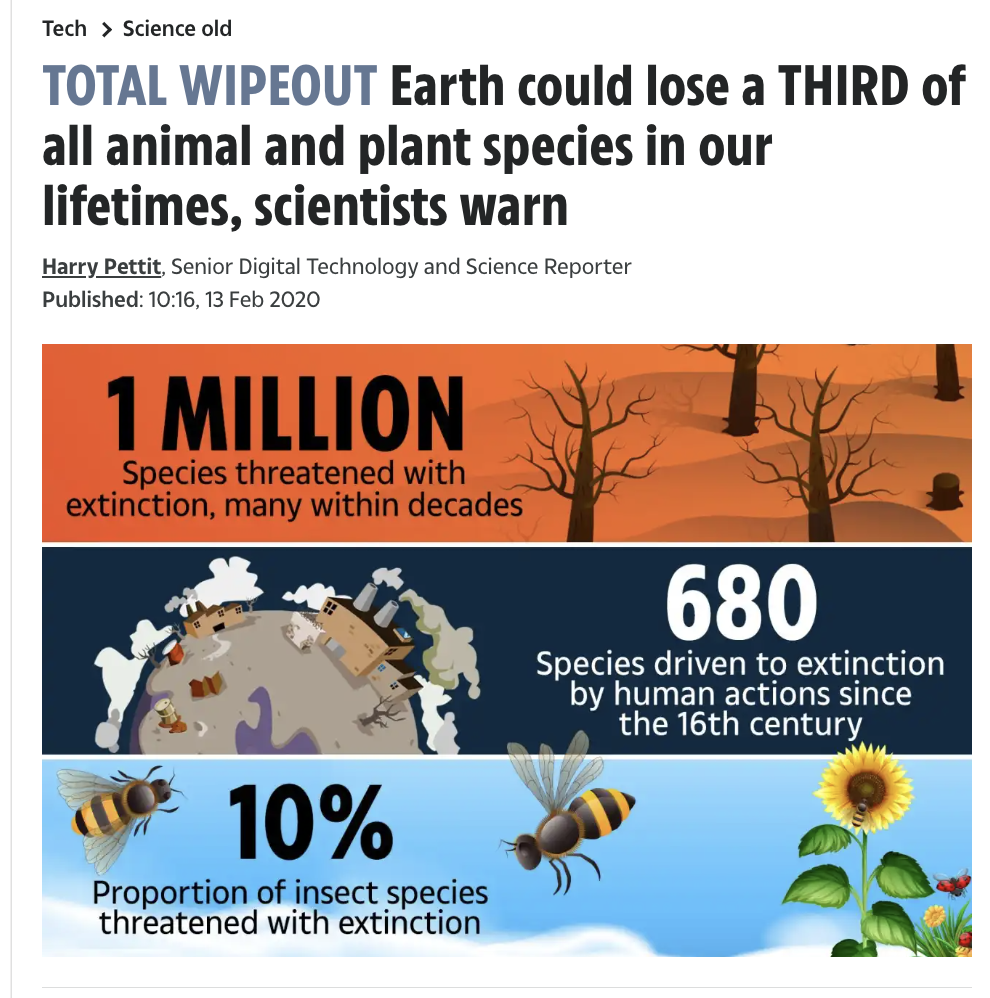 Tech > Science old
TOTAL WIPEOUT Earth could lose a THIRD of
all animal and plant species in our
lifetimes, scientists warn
Harry Pettit, Senior Digital Technology and Science Reporter
Published: 10:16, 13 Feb 2020
1 MILLION
Species threatened with
extinction, many within decades
680
Species driven to extinction
by human actions since
the 16th century
10%
Proportion of insect species
threatened with extinction